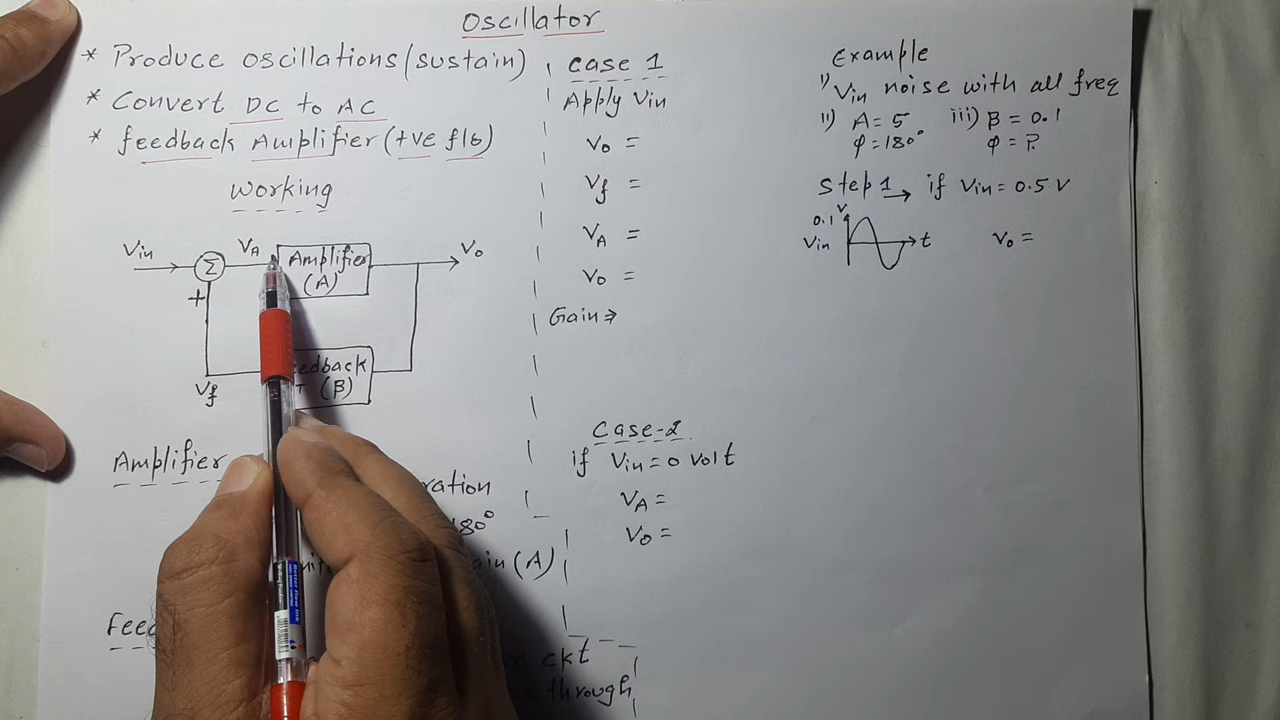 Oscillator
* Produce oscillations (sustain)
* Convert DC to AC
* feedback Amplifier (+ve f/b)
Working
Vin
Σ
+
VA
Amplifier
(A)
Vo
Vf
edback
(β)
Amplifier
ration
180°
ain (A)
Fee
ckt
through
Case 1
Apply Vin
Vo =
Vf =
VA =
Vo =
Gain ⇒
Case-2
if Vin = 0 volt
VA =
Vo =
Example
i) Vin noise with all freq
ii) A = 5 iii) β = 0.1
φ = 180° φ = ?
Step 1 → if Vin = 0.5 V
0.1 V
Vin t Vo =